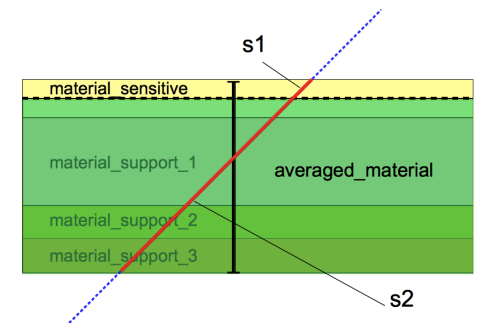 s1
material_sensitive
material_support_1
averaged_material
material_support_2
material_support_3
s2